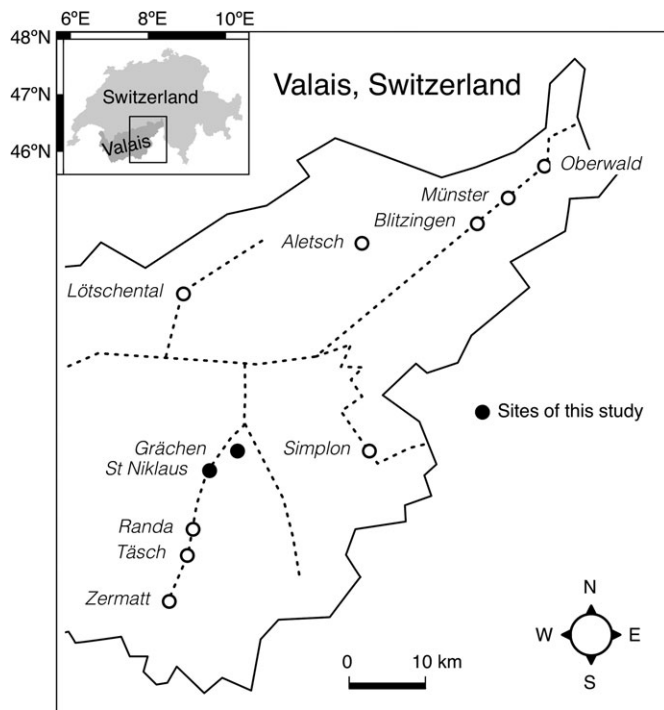 6°E 8°E 10°E
48°N
47°N
46°N
Switzerland
Valais
Valais, Switzerland
Oberwald
Münster
Blitzingen
Aletsch
Lötschental
Sites of this study
Grächen
St Niklaus
Simplon
Randa
Täsch
Zermatt
N
W E
S
0 10 km